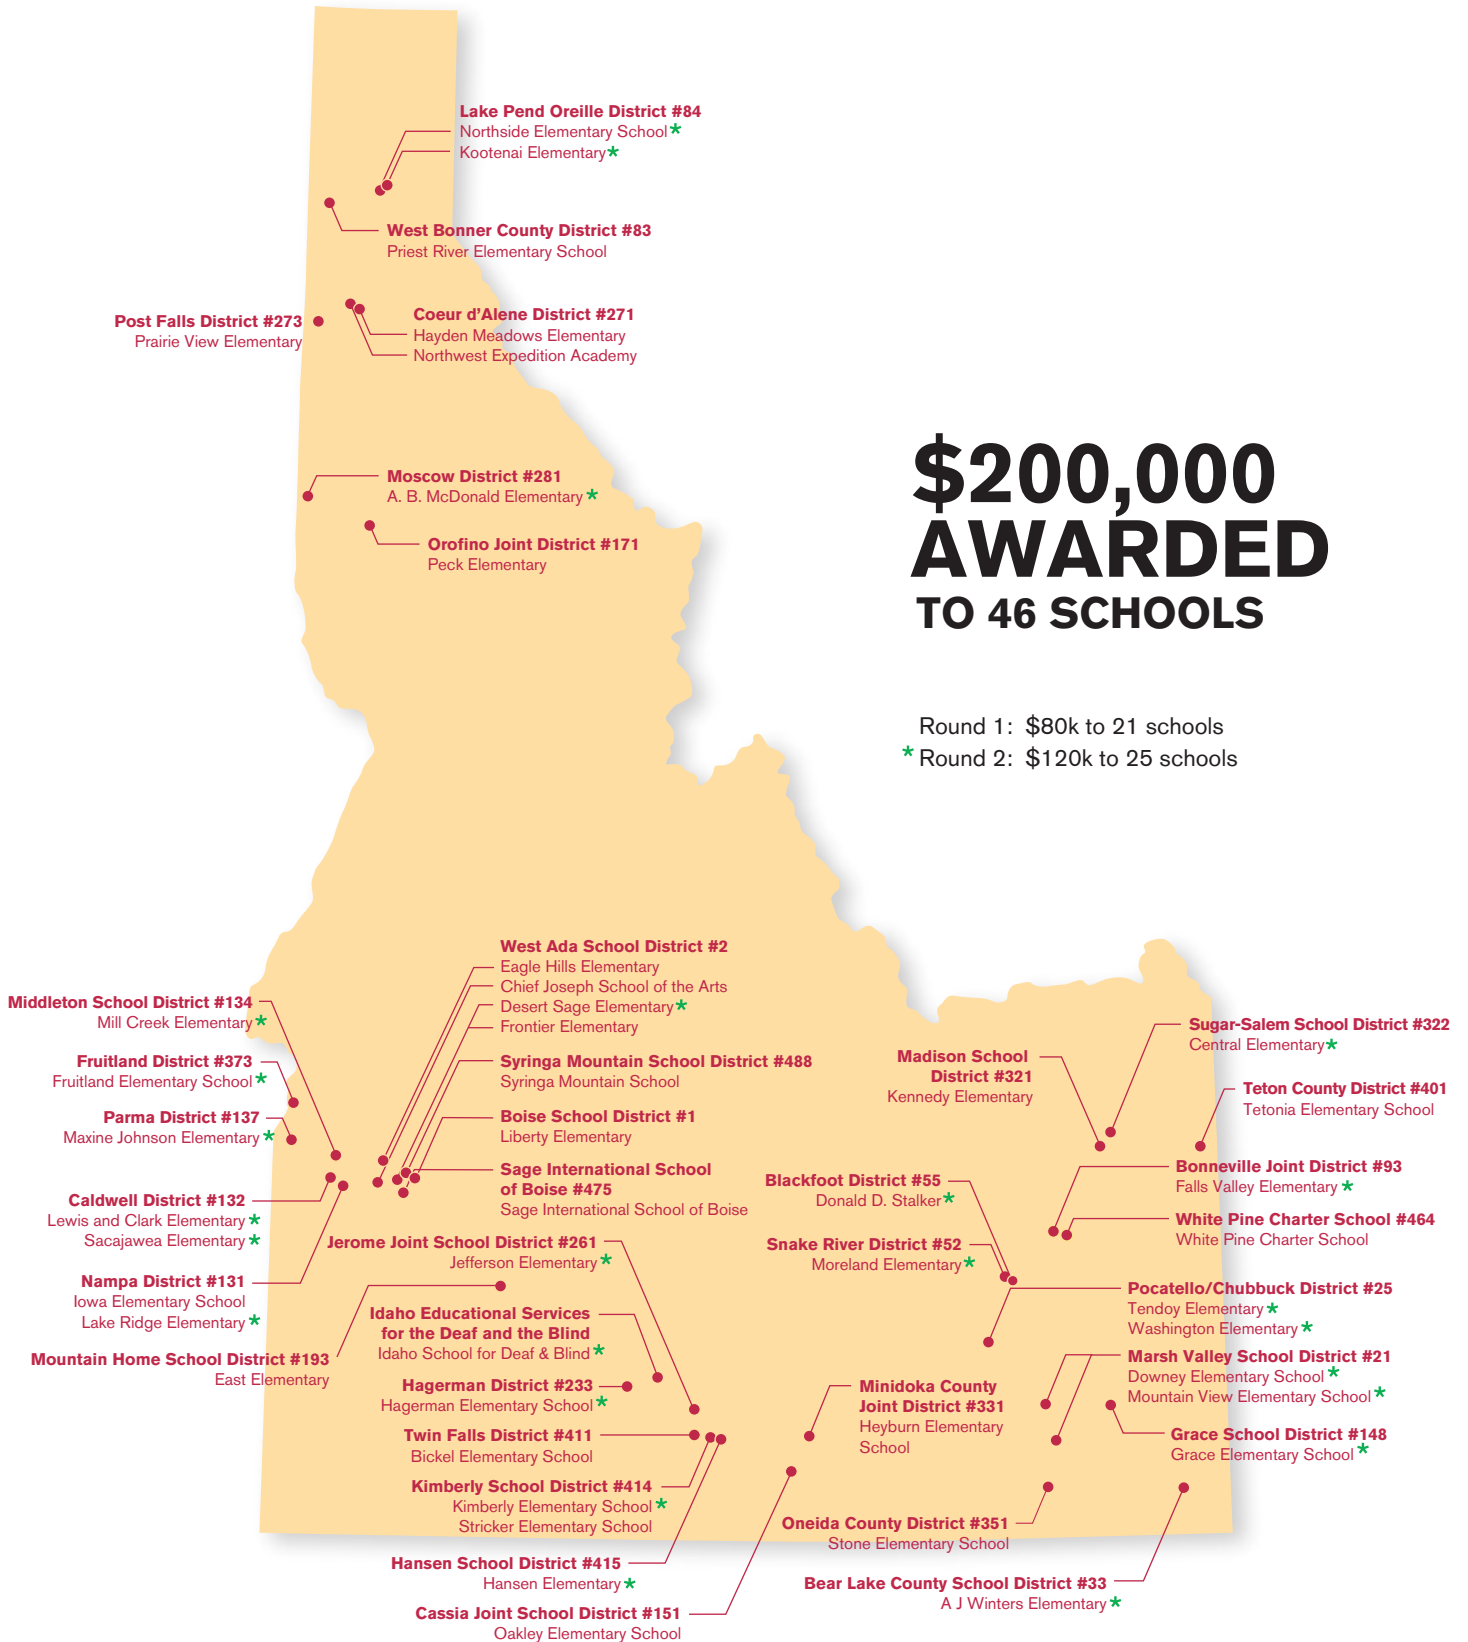 Lake Pend Oreille District #84
Northside Elementary School *
Kootenai Elementary *
West Bonner County District #83
Priest River Elementary School
Post Falls District #273
Prairie View Elementary
Coeur d’Alene District #271
Hayden Meadows Elementary
Northwest Expedition Academy
Moscow District #281
A. B. McDonald Elementary *
Orofino Joint District #171
Peck Elementary
$200,000
AWARDED
TO 46 SCHOOLS
Round 1: $80k to 21 schools
* Round 2: $120k to 25 schools
West Ada School District #2
Eagle Hills Elementary
Chief Joseph School of the Arts
Desert Sage Elementary *
Frontier Elementary
Syringa Mountain School District #488
Syringa Mountain School
Boise School District #1
Liberty Elementary
Sage International School
of Boise #475
Sage International School of Boise
Middleton School District #134
Mill Creek Elementary *
Fruitland District #373
Fruitland Elementary School *
Parma District #137
Maxine Johnson Elementary *
Caldwell District #132
Lewis and Clark Elementary *
Sacajawea Elementary *
Nampa District #131
Iowa Elementary School
Lake Ridge Elementary *
Mountain Home School District #193
East Elementary
Jerome Joint School District #261
Jefferson Elementary *
Idaho Educational Services
for the Deaf and the Blind
Idaho School for Deaf & Blind *
Hagerman District #233
Hagerman Elementary School *
Twin Falls District #411
Bickel Elementary School
Kimberly School District #414
Kimberly Elementary School *
Stricker Elementary School
Hansen School District #415
Hansen Elementary *
Cassia Joint School District #151
Oakley Elementary School
Madison School
District #321
Kennedy Elementary
Sugar-Salem School District #322
Central Elementary *
Teton County District #401
Tetonia Elementary School
Bonneville Joint District #93
Falls Valley Elementary *
White Pine Charter School #464
White Pine Charter School
Blackfoot District #55
Donald D. Stalker *
Snake River District #52
Moreland Elementary *
Pocatello/Chubbuck District #25
Tendoy Elementary *
Washington Elementary *
Marsh Valley School District #21
Downey Elementary School *
Mountain View Elementary School *
Minidoka County
Joint District #331
Heyburn Elementary
School
Grace School District #148
Grace Elementary School *
Oneida County District #351
Stone Elementary School
Bear Lake County School District #33
A J Winters Elementary *